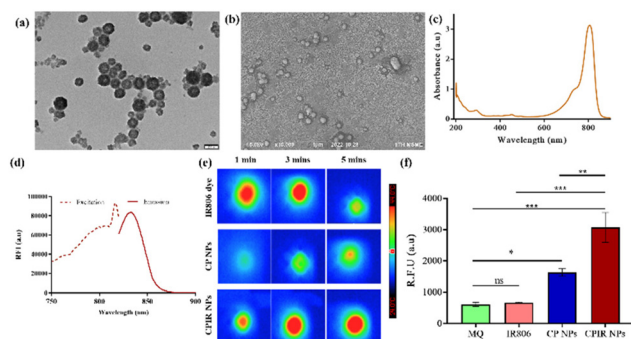 (a)
(b)
(c)
Absorbance (a.u)
3
2
1
0
200
400
600
800
Wavelength (nm)
(d)
Excitation
Emission
RFI (a.u)
100000
80000
60000
40000
20000
0
750
800
850
900
Wavelength (nm)
(e)
1 min
3 mins
5 mins
IR806 dye
CP NPs
CPIR NPs
(f)
**
***
***
*
ns
R.F.U (a.u)
4000
3000
2000
1000
0
MQ
IR806
CP NPs
CPIR NPs